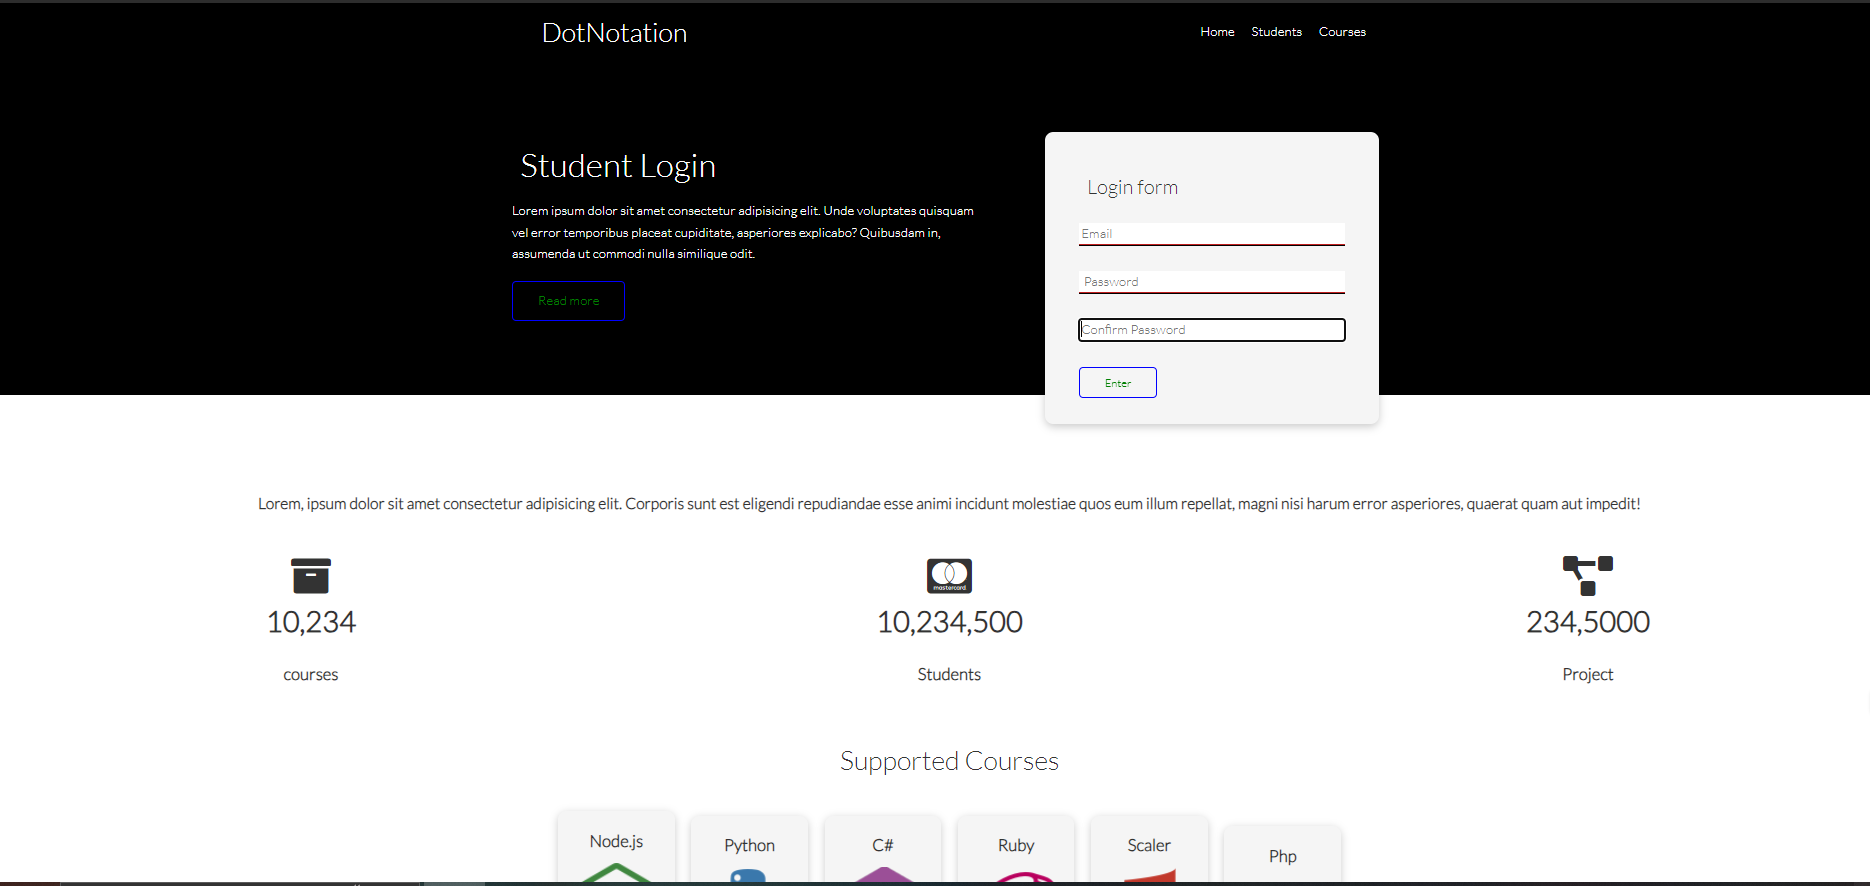 DotNotation
Home Students Courses
Student Login
Lorem ipsum dolor sit amet consectetur adipisicing elit. Unde voluptates quisquam
vel error temporibus placeat cupiditate, asperiores explicabo? Quibusdam in,
assumenda ut commodi nulla similique odit.
Read more
Login form
Email
Password
Confirm Password
Enter
Lorem, ipsum dolor sit amet consectetur adipisicing elit. Corporis sunt est eligendi repudiandae esse animi incidunt molestiae quos eum illum repellat, magni nisi harum error asperiores, quaerat quam aut impedit!
mastercard
10,234
10,234,500
234,5000
courses
Students
Project
Supported Courses
Node.js
Python
C#
Ruby
Scaler
Php